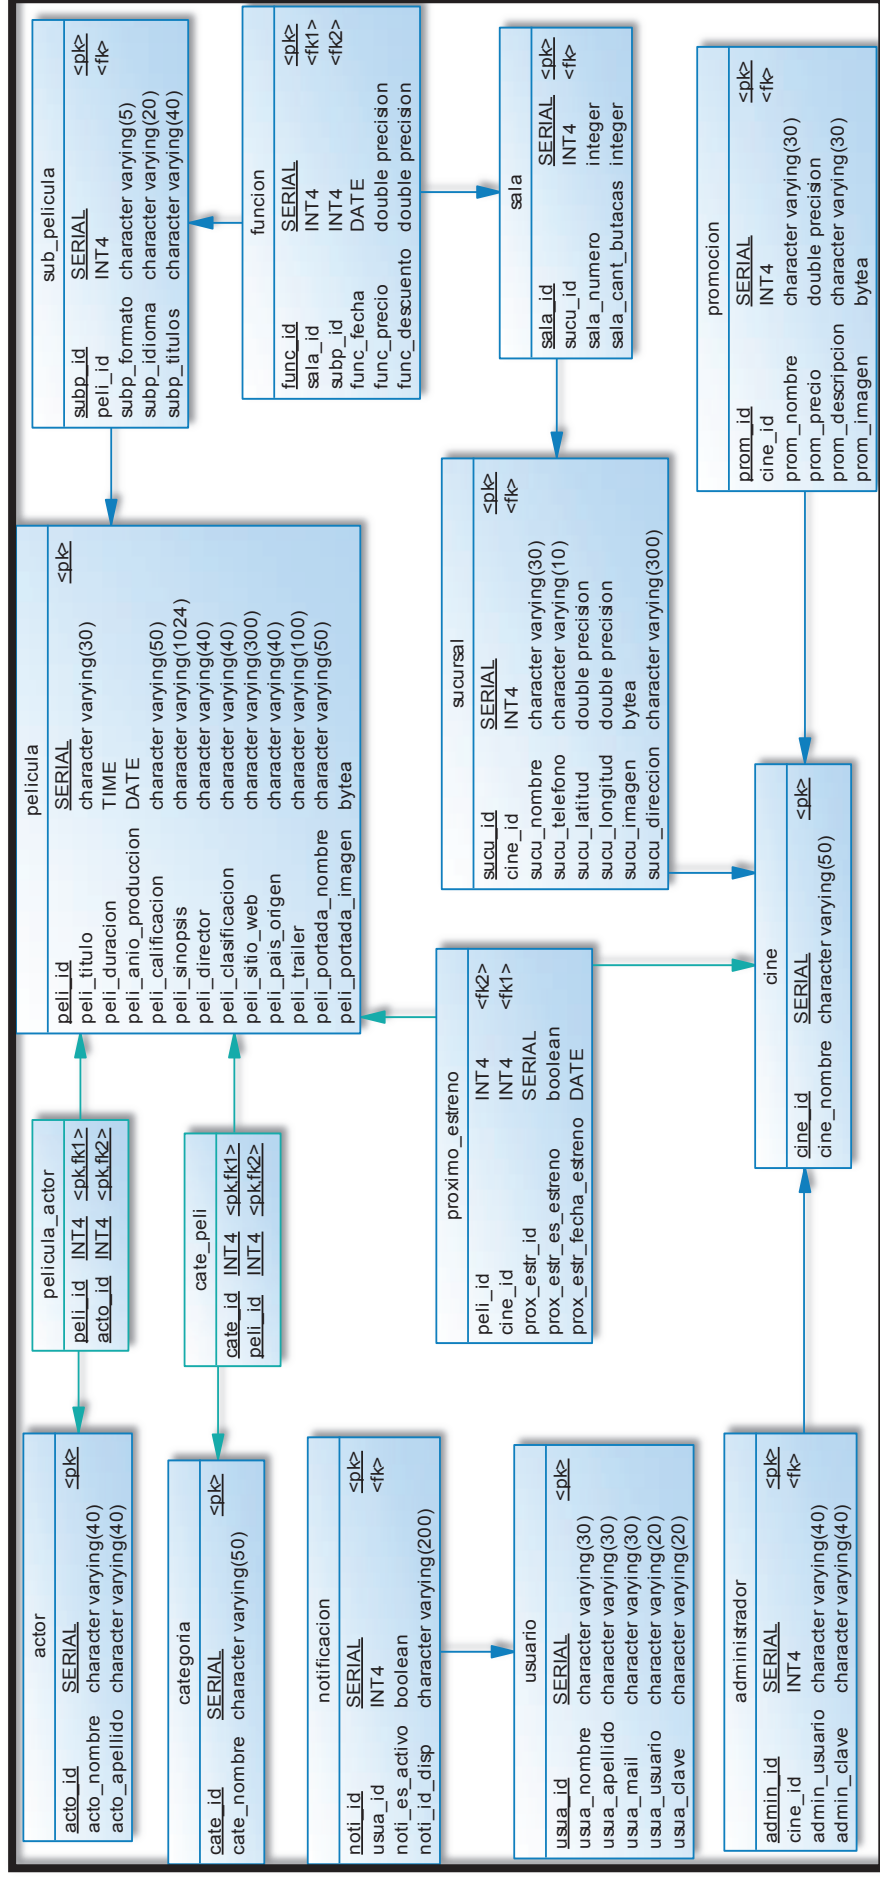 actor
acto_id SERIAL <pk>
acto_nombre character varying(40)
acto_apellido character varying(40)
pelicula_actor
peli_id INT4 <pk,fk1>
acto_id INT4 <pk,fk2>
pelicula
peli_id SERIAL <pk>
peli_titulo character varying(30)
peli_duracion TIME
peli_anio_produccion DATE
peli_calificacion character varying(50)
peli_sinopsis character varying(1024)
peli_director character varying(40)
peli_clasificacion character varying(40)
peli_sitio_web character varying(300)
peli_pais_origen character varying(40)
peli_trailer character varying(100)
peli_portada_nombre character varying(50)
peli_portada_imagen bytea
sub_pelicula
subp_id SERIAL <pk>
peli_id INT4 <fk>
subp_formato character varying(5)
subp_idioma character varying(20)
subp_titulos character varying(40)
categoria
cate_id SERIAL <pk>
cate_nombre character varying(50)
cate_peli
cate_id INT4 <pk,fk1>
peli_id INT4 <pk,fk2>
funcion
func_id SERIAL <pk>
sala_id INT4 <fk1>
subp_id INT4 <fk2>
func_fecha DATE
func_precio double precision
func_descuento double precision
notificacion
noti_id SERIAL <pk>
usua_id INT4 <fk>
noti_es_activo boolean
noti_id_disp character varying(200)
proximo_estreno
peli_id INT4 <fk2>
cine_id INT4 <fk1>
prox_estr_id SERIAL
prox_estr_es_estreno boolean
prox_estr_fecha_estreno DATE
sucursal
sucu_id SERIAL <pk>
cine_id INT4 <fk>
sucu_nombre character varying(30)
sucu_telefono character varying(10)
sucu_latitud double precision
sucu_longitud double precision
sucu_imagen bytea
sucu_direccion character varying(300)
sala
sala_id SERIAL <pk>
sucu_id INT4 <fk>
sala_numero integer
sala_cant_butacas integer
usuario
usua_id SERIAL <pk>
usua_nombre character varying(30)
usua_apellido character varying(30)
usua_mail character varying(30)
usua_usuario character varying(20)
usua_clave character varying(20)
administrador
admin_id SERIAL <pk>
cine_id INT4 <fk>
admin_usuario character varying(40)
admin_clave character varying(40)
cine
cine_id SERIAL <pk>
cine_nombre character varying(50)
promocion
prom_id SERIAL <pk>
cine_id INT4 <fk>
prom_nombre character varying(30)
prom_precio double precision
prom_descripcion character varying(30)
prom_imagen bytea